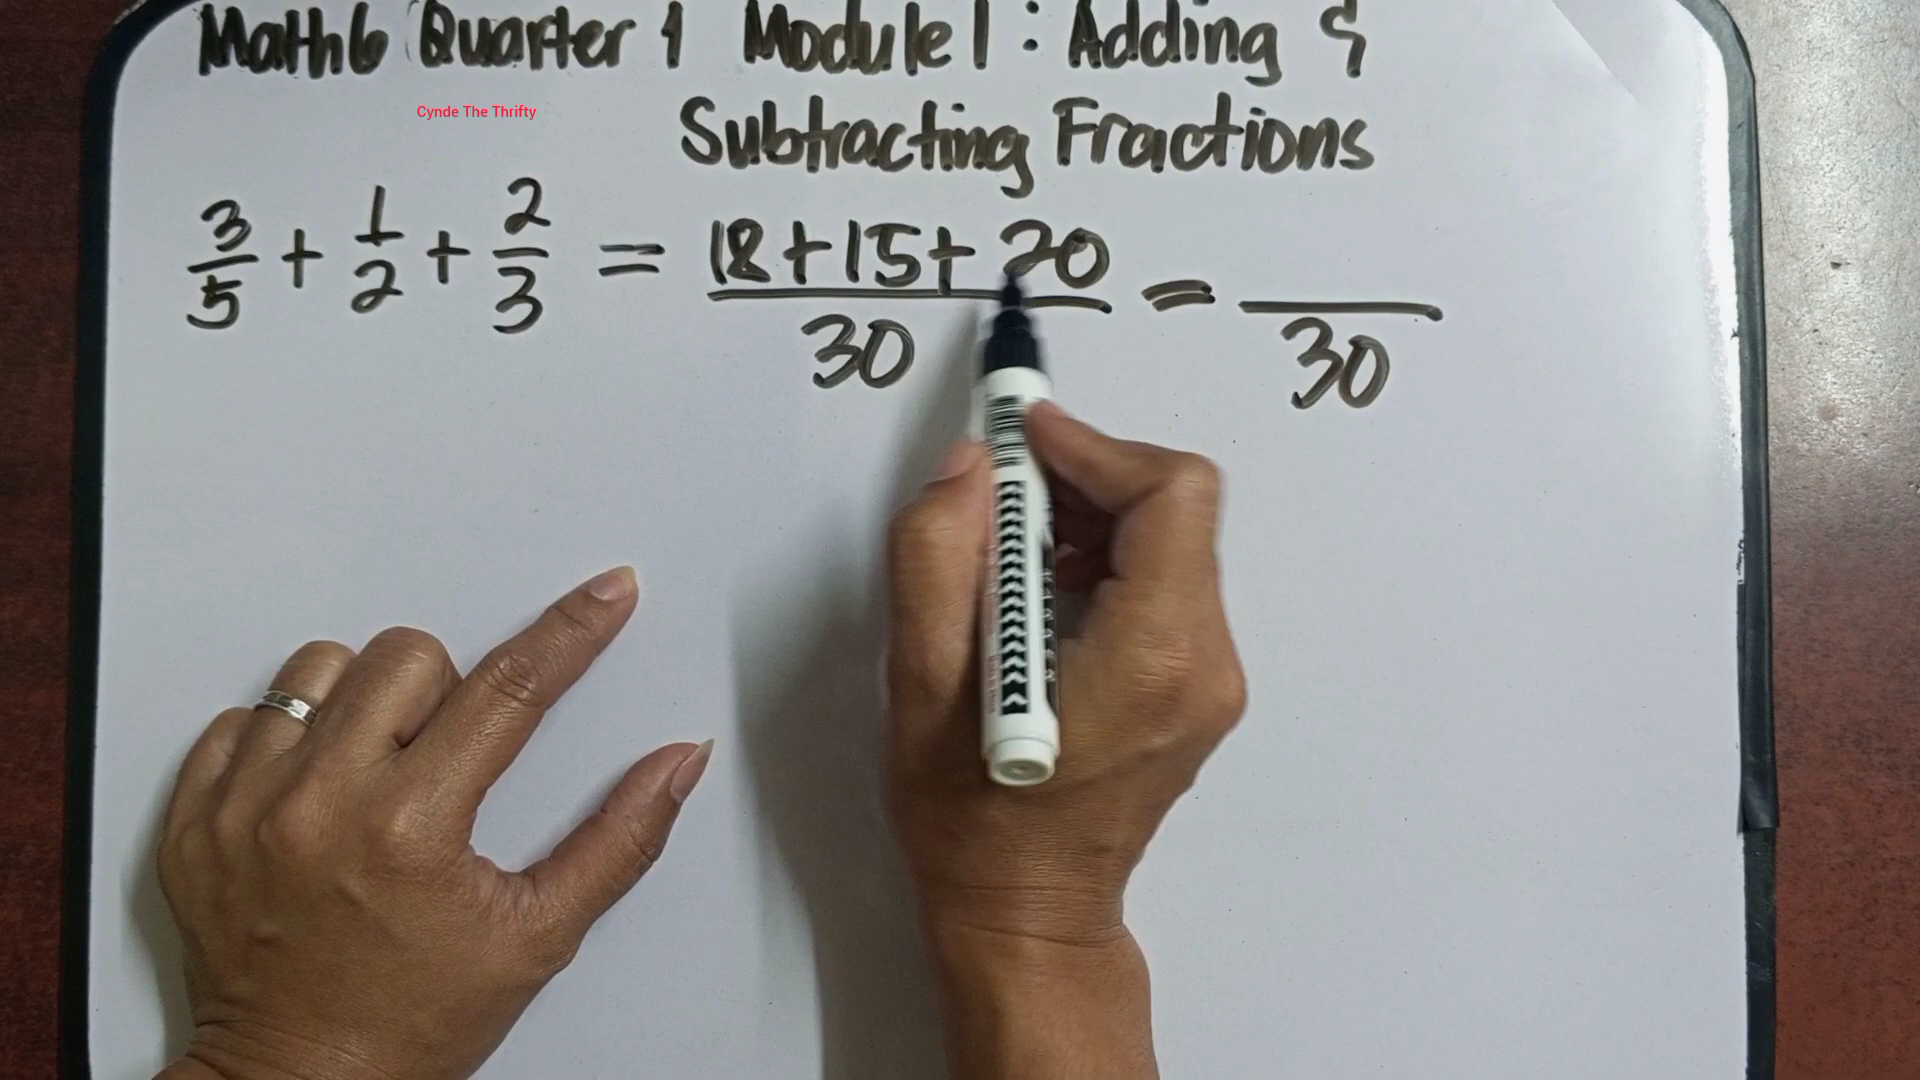 Math6 Quarter 1 Module 1 : Adding &
Cynde The Thrifty
Subtracting Fractions
3/5 + 1/2 + 2/3 = 18+15+20/30 = /30